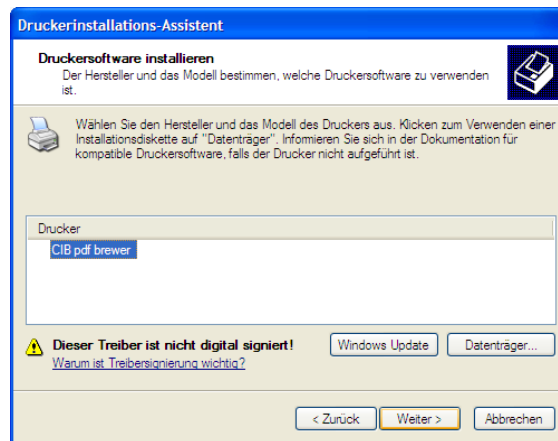 Druckerinstallations-Assistent
Druckersoftware installieren
Der Hersteller und das Modell bestimmen, welche Druckersoftware zu verwenden
ist.
Wählen Sie den Hersteller und das Modell des Druckers aus. Klicken zum Verwenden einer
Installationsdiskette auf "Datenträger". Informieren Sie sich in der Dokumentation für
kompatible Druckersoftware, falls der Drucker nicht aufgeführt ist.
Drucker
CIB pdf brewer
Dieser Treiber ist nicht digital signiert!
Warum ist Treibersignierung wichtig?
Windows Update
Datenträger...
< Zurück
Weiter >
Abbrechen